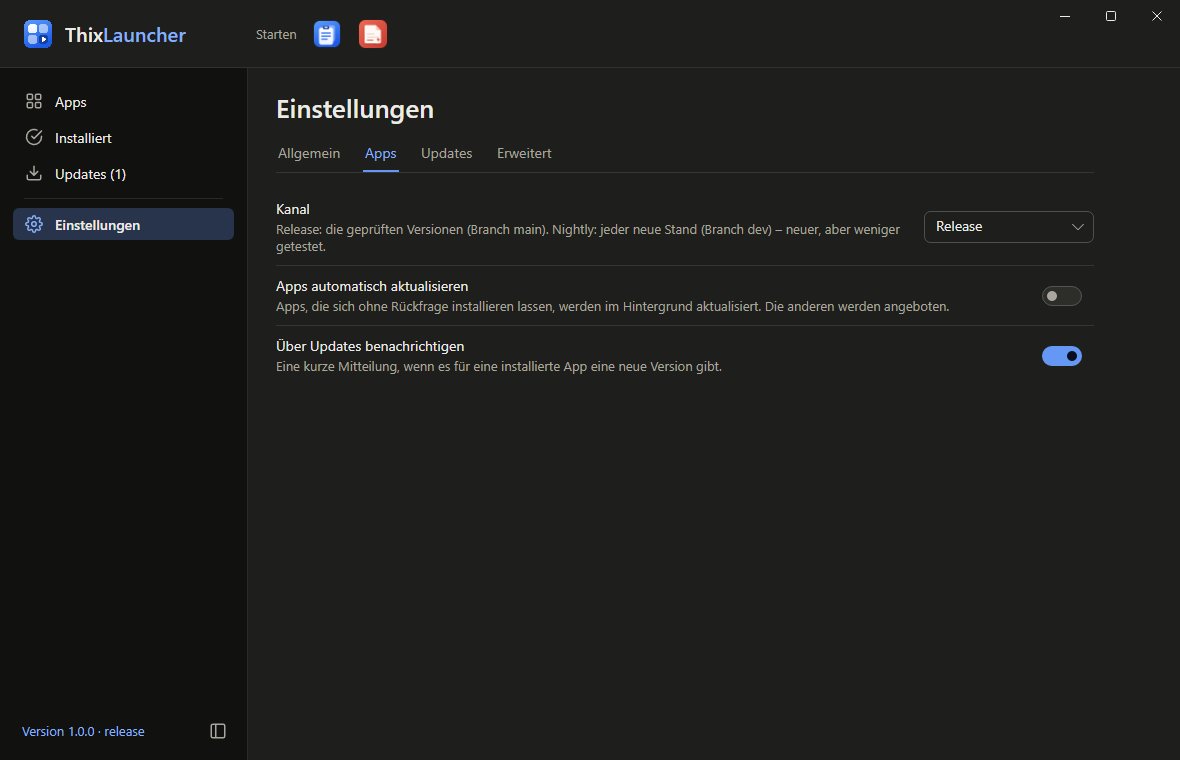 ThixLauncher
Starten
Apps
Installiert
Updates (1)
Einstellungen
Version 1.0.0 · release
Einstellungen
Allgemein Apps Updates Erweitert
Kanal
Release: die geprüften Versionen (Branch main). Nightly: jeder neue Stand (Branch dev) – neuer, aber weniger
getestet.
Release
Apps automatisch aktualisieren
Apps, die sich ohne Rückfrage installieren lassen, werden im Hintergrund aktualisiert. Die anderen werden angeboten.
Über Updates benachrichtigen
Eine kurze Mitteilung, wenn es für eine installierte App eine neue Version gibt.